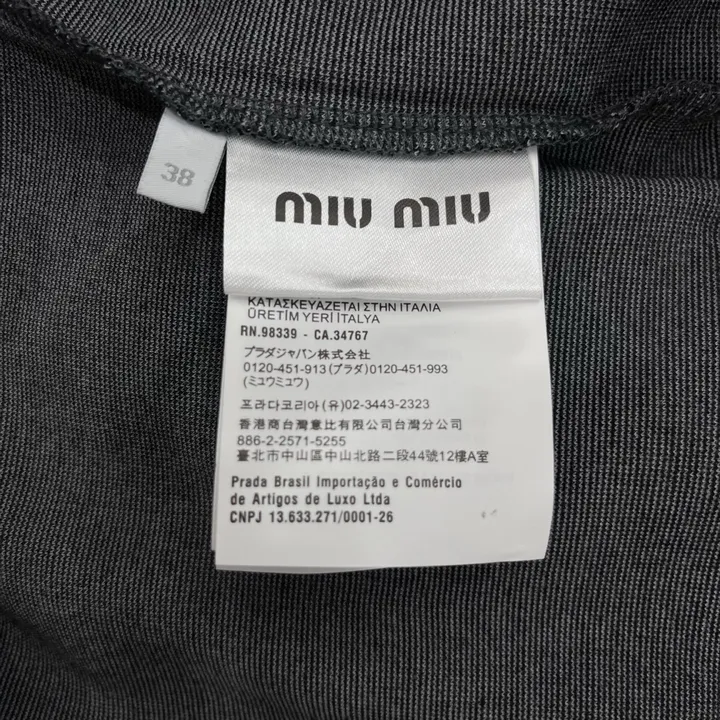 38
miu miu
ΚΑΤΑΣΚΕΥΑΖΕΤΑΙ ΣΤΗΝ ΙΤΑΛΙΑ
ÜRETİM YERİ İTALYA
RN.98339 - CA.34767
プラダジャパン株式会社
0120-451-913(プラダ)0120-451-993
(ミュウミュウ)
프라다코리아(유)02-3443-2323
香港商台灣意比有限公司台灣分公司
886-2-2571-5255
臺北市中山區中山北路二段44號12樓A室
Prada Brasil Importação e Comércio
de Artigos de Luxo Ltda
CNPJ 13.633.271/0001-26